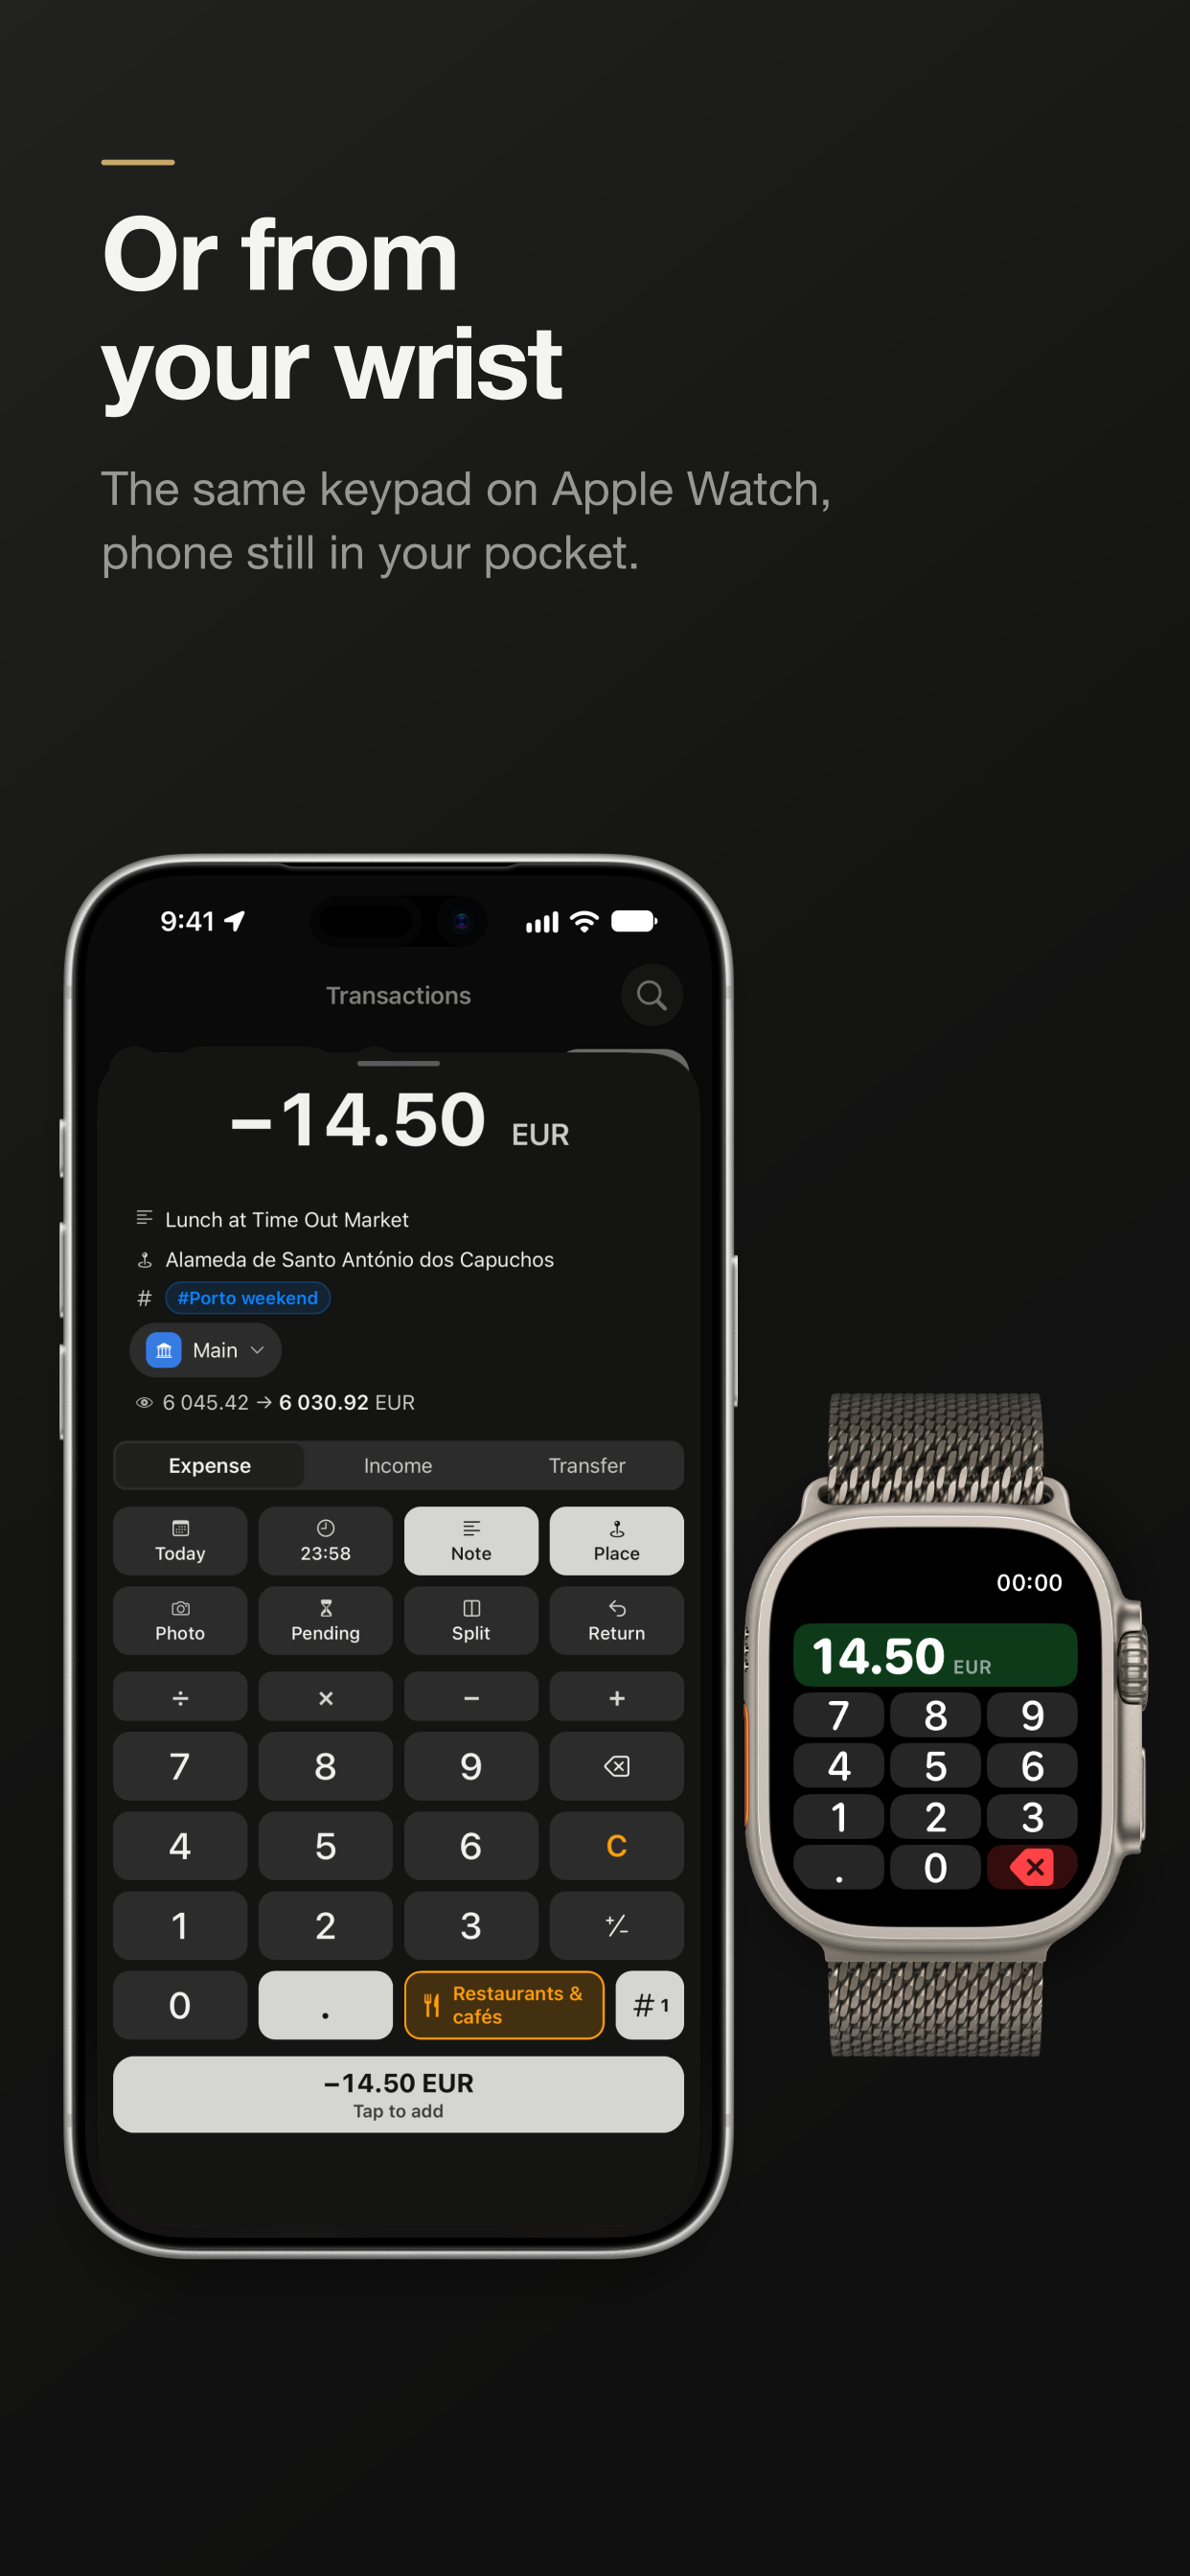 Or from
your wrist
The same keypad on Apple Watch,
phone still in your pocket.
9:41
Transactions
−14.50 EUR
Lunch at Time Out Market
Alameda de Santo António dos Capuchos
# #Porto weekend
Main
6 045.42 → 6 030.92 EUR
Expense Income Transfer
Today 23:58 Note Place
Photo Pending Split Return
÷ × − +
7 8 9
4 5 6 C
1 2 3 +/−
0 . Restaurants &
cafés
# 1
−14.50 EUR
Tap to add
00:00
14.50 EUR
7 8 9
4 5 6
1 2 3
. 0